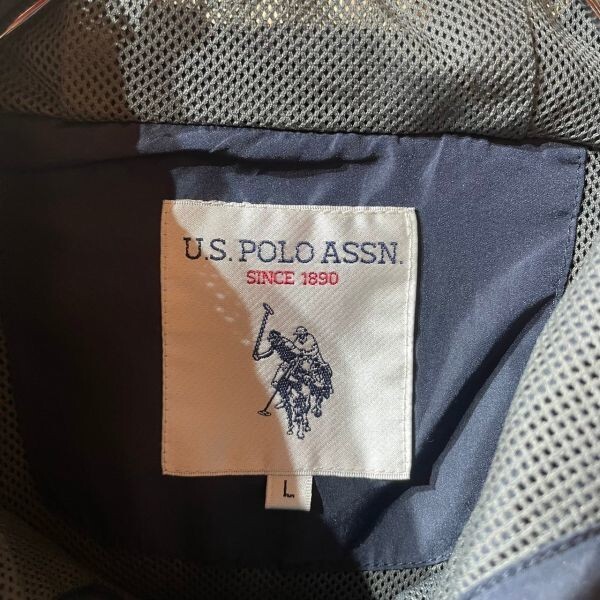 U.S. POLO ASSN.
SINCE 1890
L